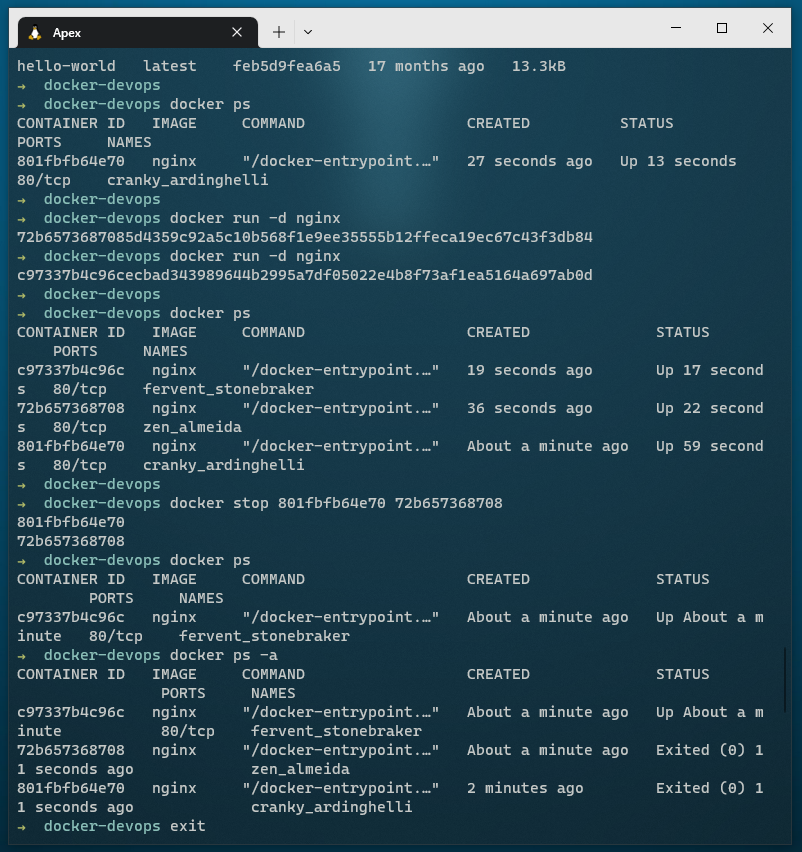 Apex
hello-world   latest    feb5d9fea6a5   17 months ago   13.3kB
→  docker-devops
→  docker-devops docker ps
CONTAINER ID   IMAGE     COMMAND                  CREATED          STATUS
PORTS     NAMES
801fbfb64e70   nginx     "/docker-entrypoint.…"   27 seconds ago   Up 13 seconds
80/tcp    cranky_ardinghelli
→  docker-devops
→  docker-devops docker run -d nginx
72b6573687085d4359c92a5c10b568f1e9ee35555b12ffeca19ec67c43f3db84
→  docker-devops docker run -d nginx
c97337b4c96cecbad343989644b2995a7df05022e4b8f73af1ea5164a697ab0d
→  docker-devops
→  docker-devops docker ps
CONTAINER ID   IMAGE     COMMAND                  CREATED              STATUS
    PORTS     NAMES
c97337b4c96c   nginx     "/docker-entrypoint.…"   19 seconds ago       Up 17 second
s   80/tcp    fervent_stonebraker
72b657368708   nginx     "/docker-entrypoint.…"   36 seconds ago       Up 22 second
s   80/tcp    zen_almeida
801fbfb64e70   nginx     "/docker-entrypoint.…"   About a minute ago   Up 59 second
s   80/tcp    cranky_ardinghelli
→  docker-devops
→  docker-devops docker stop 801fbfb64e70 72b657368708
801fbfb64e70
72b657368708
→  docker-devops docker ps
CONTAINER ID   IMAGE     COMMAND                  CREATED              STATUS
        PORTS     NAMES
c97337b4c96c   nginx     "/docker-entrypoint.…"   About a minute ago   Up About a m
inute   80/tcp    fervent_stonebraker
→  docker-devops docker ps -a
CONTAINER ID   IMAGE     COMMAND                  CREATED              STATUS
                PORTS     NAMES
c97337b4c96c   nginx     "/docker-entrypoint.…"   About a minute ago   Up About a m
inute           80/tcp    fervent_stonebraker
72b657368708   nginx     "/docker-entrypoint.…"   About a minute ago   Exited (0) 1
1 seconds ago             zen_almeida
801fbfb64e70   nginx     "/docker-entrypoint.…"   2 minutes ago        Exited (0) 1
1 seconds ago             cranky_ardinghelli
→  docker-devops exit